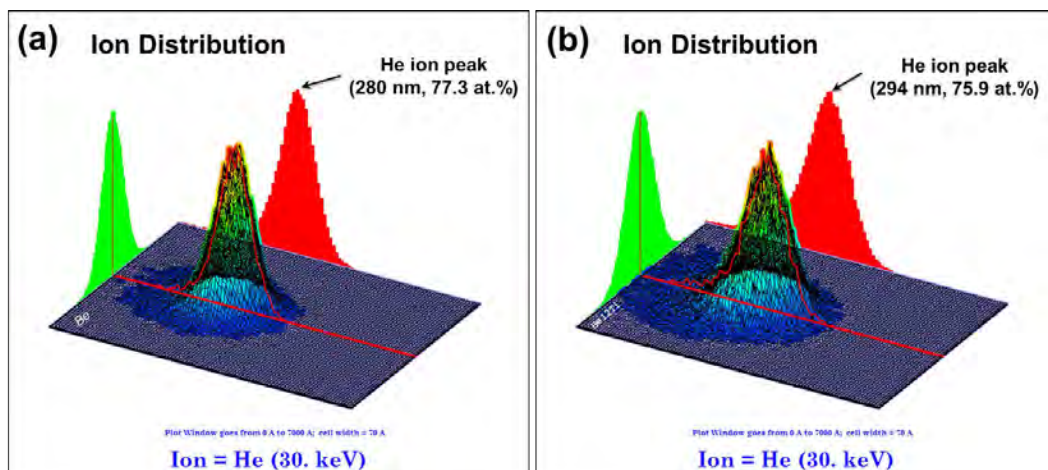 (a) Ion Distribution
He ion peak
(280 nm, 77.3 at.%)
Be
Plot Window goes from 0 A to 7000 A; cell width = 70 A
Ion = He (30. keV)
(b) Ion Distribution
He ion peak
(294 nm, 75.9 at.%)
Be12Ti
Plot Window goes from 0 A to 7000 A; cell width = 70 A
Ion = He (30. keV)